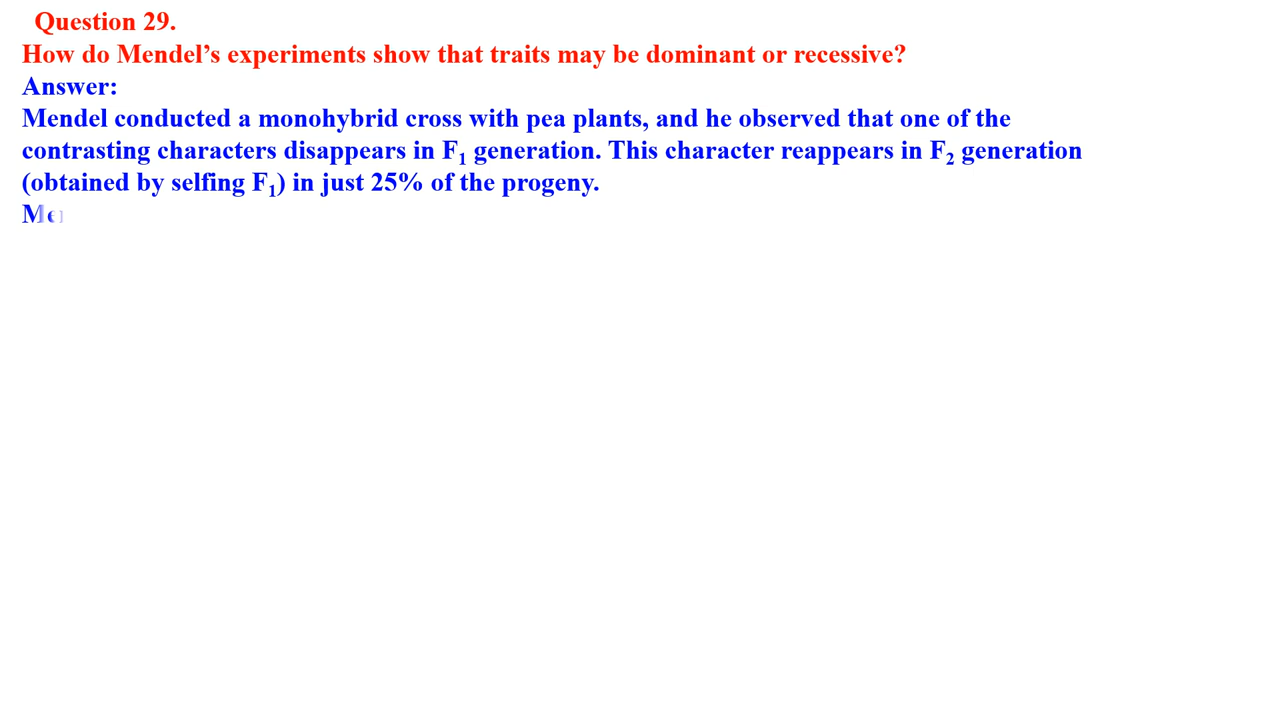 Question 29.
How do Mendel’s experiments show that traits may be dominant or recessive?
Answer:
Mendel conducted a monohybrid cross with pea plants, and he observed that one of the
contrasting characters disappears in F₁ generation. This character reappears in F₂ generation
(obtained by selfing F₁) in just 25% of the progeny.